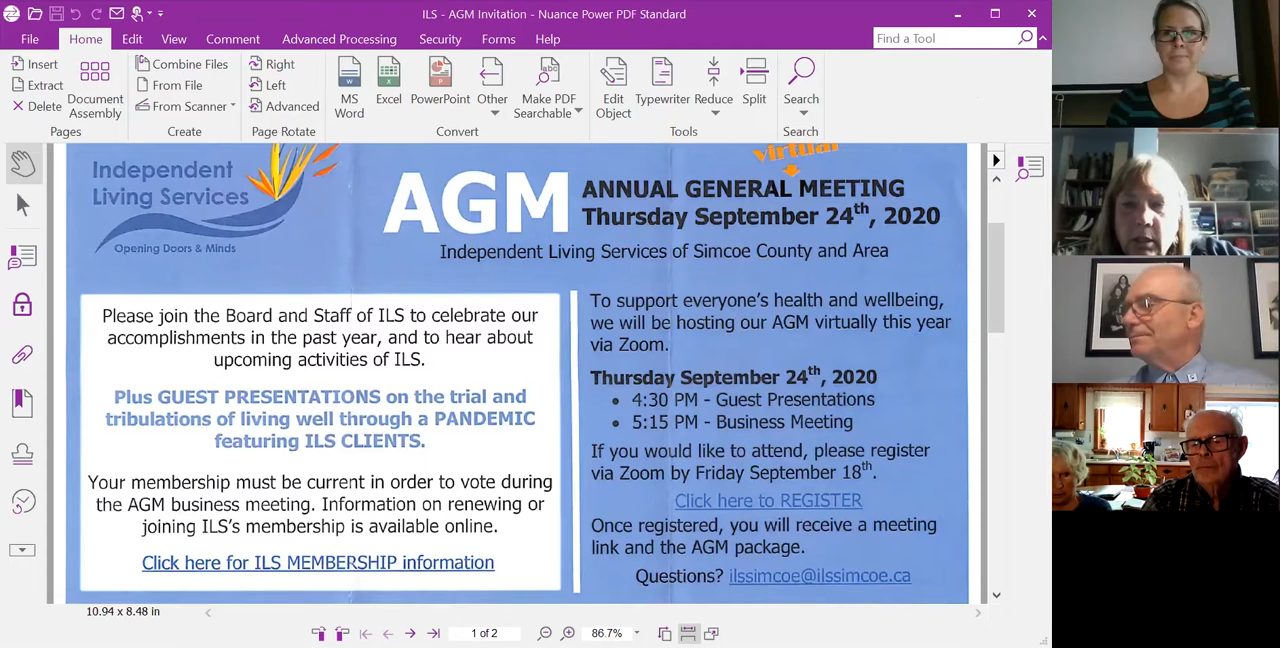 ILS - AGM Invitation - Nuance Power PDF Standard
File Home Edit View Comment Advanced Processing Security Forms Help
Find a Tool
Insert
Extract
Delete
Document Assembly
Pages
Combine Files
From File
From Scanner
Create
Right
Left
Advanced
Page Rotate
MS Word
Excel
PowerPoint
Other
Make PDF Searchable
Convert
Edit Object
Typewriter
Reduce
Split
Tools
Search
Search
Independent
Living Services
Opening Doors & Minds
virtual
AGM
ANNUAL GENERAL MEETING
Thursday September 24th, 2020
Independent Living Services of Simcoe County and Area
Please join the Board and Staff of ILS to celebrate our
accomplishments in the past year, and to hear about
upcoming activities of ILS.
Plus GUEST PRESENTATIONS on the trial and
tribulations of living well through a PANDEMIC
featuring ILS CLIENTS.
Your membership must be current in order to vote during
the AGM business meeting. Information on renewing or
joining ILS's membership is available online.
Click here for ILS MEMBERSHIP information
To support everyone's health and wellbeing,
we will be hosting our AGM virtually this year
via Zoom.
Thursday September 24th, 2020
• 4:30 PM - Guest Presentations
• 5:15 PM - Business Meeting
If you would like to attend, please register
via Zoom by Friday September 18th.
Click here to REGISTER
Once registered, you will receive a meeting
link and the AGM package.
Questions? ilssimcoe@ilssimcoe.ca
10.94 x 8.48 in
1 of 2
86.7%